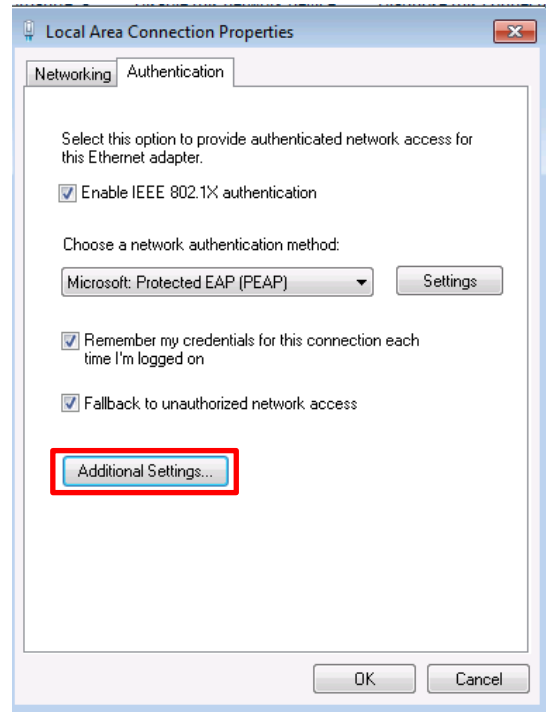 Local Area Connection Properties
Networking
Authentication
Select this option to provide authenticated network access for
this Ethernet adapter.
Enable IEEE 802.1X authentication
Choose a network authentication method:
Microsoft: Protected EAP (PEAP)
Settings
Remember my credentials for this connection each
time I'm logged on
Fallback to unauthorized network access
Additional Settings...
OK
Cancel